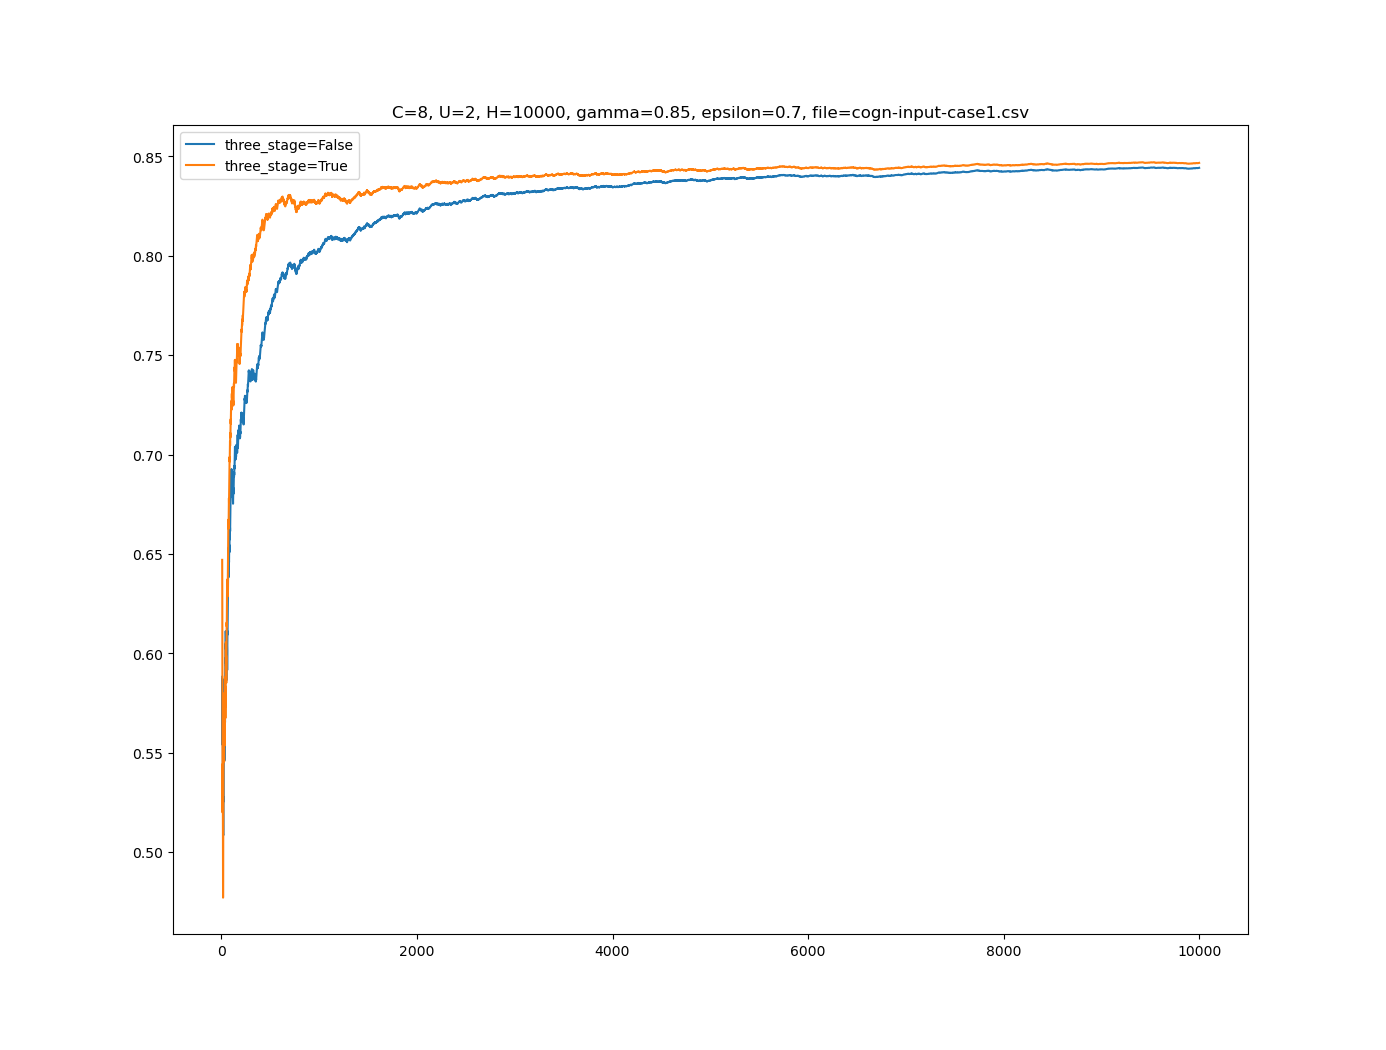 C=8, U=2, H=10000, gamma=0.85, epsilon=0.7, file=cogn-input-case1.csv
three_stage=False
three_stage=True
0.85
0.80
0.75
0.70
0.65
0.60
0.55
0.50
0 2000 4000 6000 8000 10000